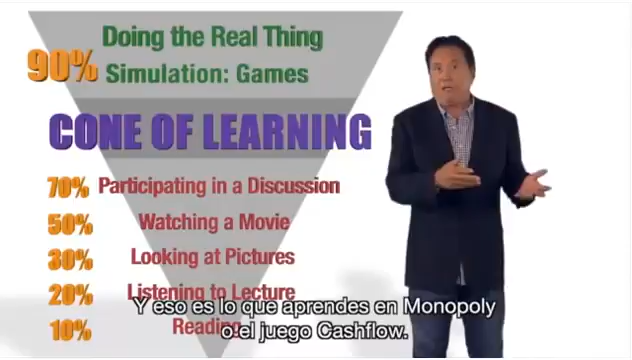 Doing the Real Thing
90% Simulation: Games
CONE OF LEARNING
70% Participating in a Discussion
50% Watching a Movie
30% Looking at Pictures
20% Listening to Lecture
10% Reading
Y eso es lo que aprendes en Monopoly
o el juego Cashflow.